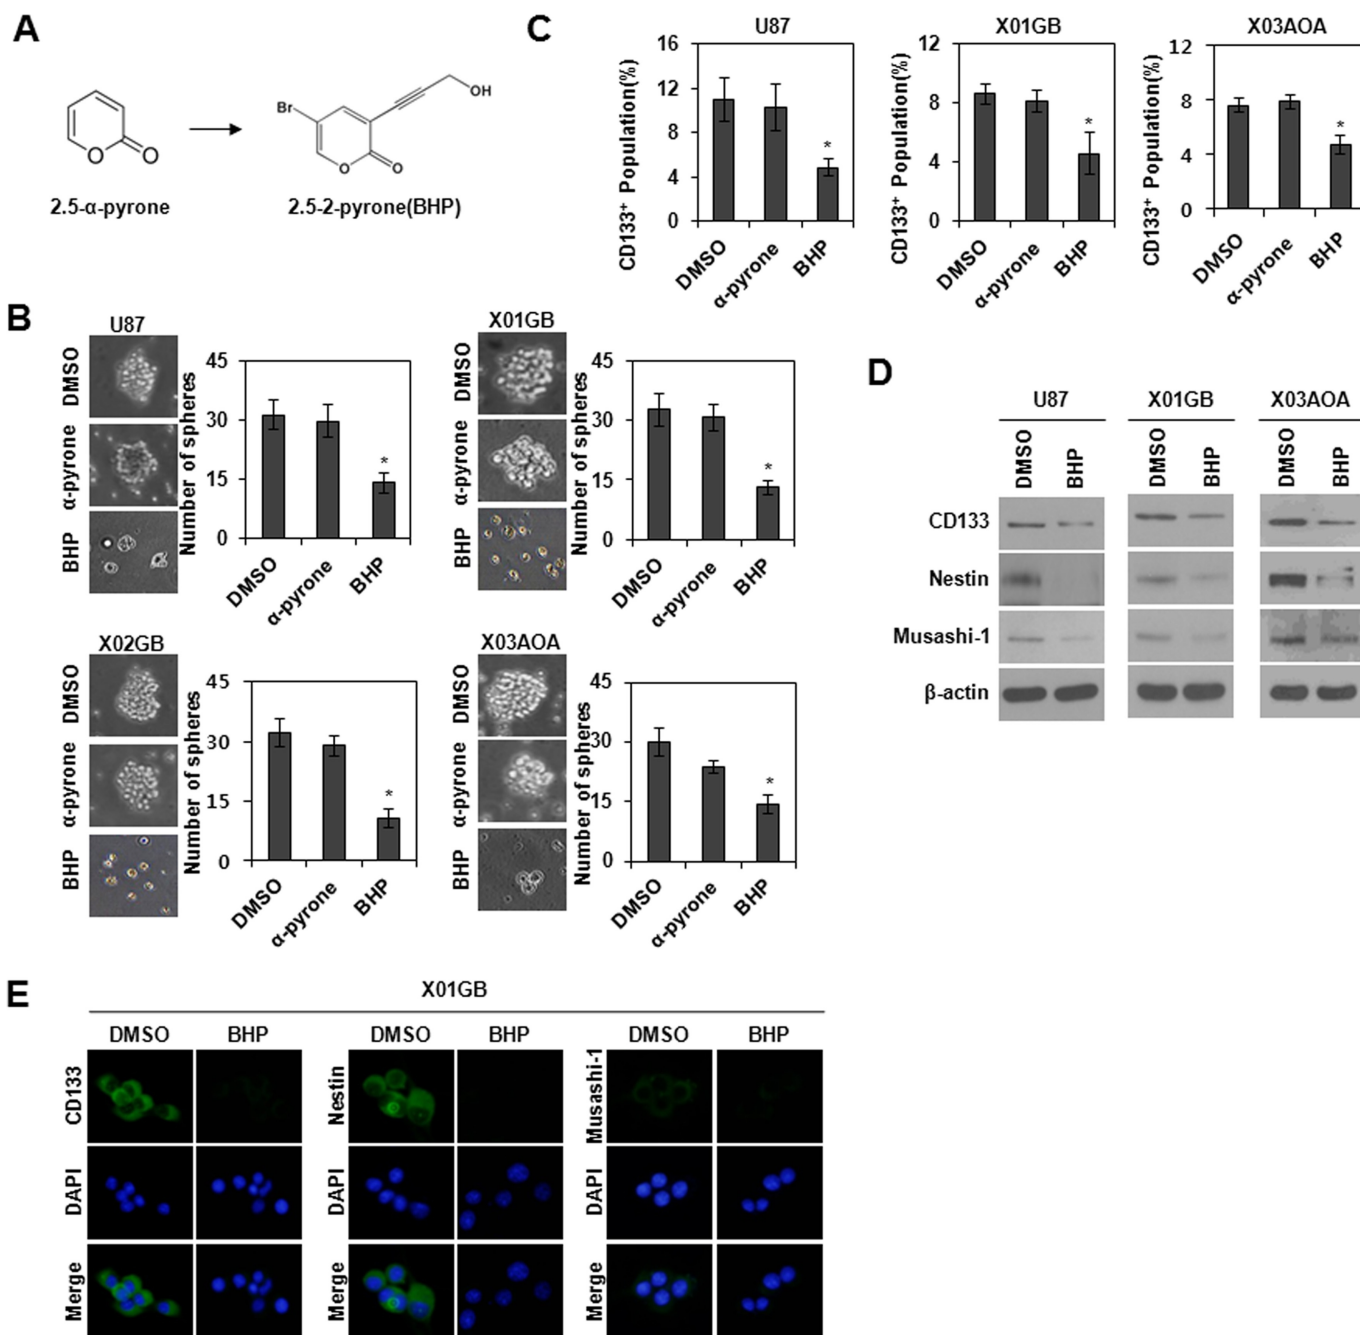 A
Br
OH
O
O
O
O
2.5-α-pyrone
2.5-2-pyrone(BHP)
C
U87
CD133⁺ Population(%)
16
12
8
4
0
*
DMSO
α-pyrone
BHP
X01GB
CD133⁺ Population(%)
12
8
4
0
*
DMSO
α-pyrone
BHP
X03AOA
CD133⁺ Population(%)
12
8
4
0
*
DMSO
α-pyrone
BHP
B
U87
DMSO
α-pyrone
BHP
Number of spheres
45
30
15
0
*
DMSO
α-pyrone
BHP
X01GB
DMSO
α-pyrone
BHP
Number of spheres
45
30
15
0
*
DMSO
α-pyrone
BHP
X02GB
DMSO
α-pyrone
BHP
Number of spheres
45
30
15
0
*
DMSO
α-pyrone
BHP
X03AOA
DMSO
α-pyrone
BHP
Number of spheres
45
30
15
0
*
DMSO
α-pyrone
BHP
D
U87
X01GB
X03AOA
DMSO
BHP
DMSO
BHP
DMSO
BHP
CD133
Nestin
Musashi-1
β-actin
E
X01GB
DMSO
BHP
DMSO
BHP
DMSO
BHP
CD133
Nestin
Musashi-1
DAPI
DAPI
DAPI
Merge
Merge
Merge